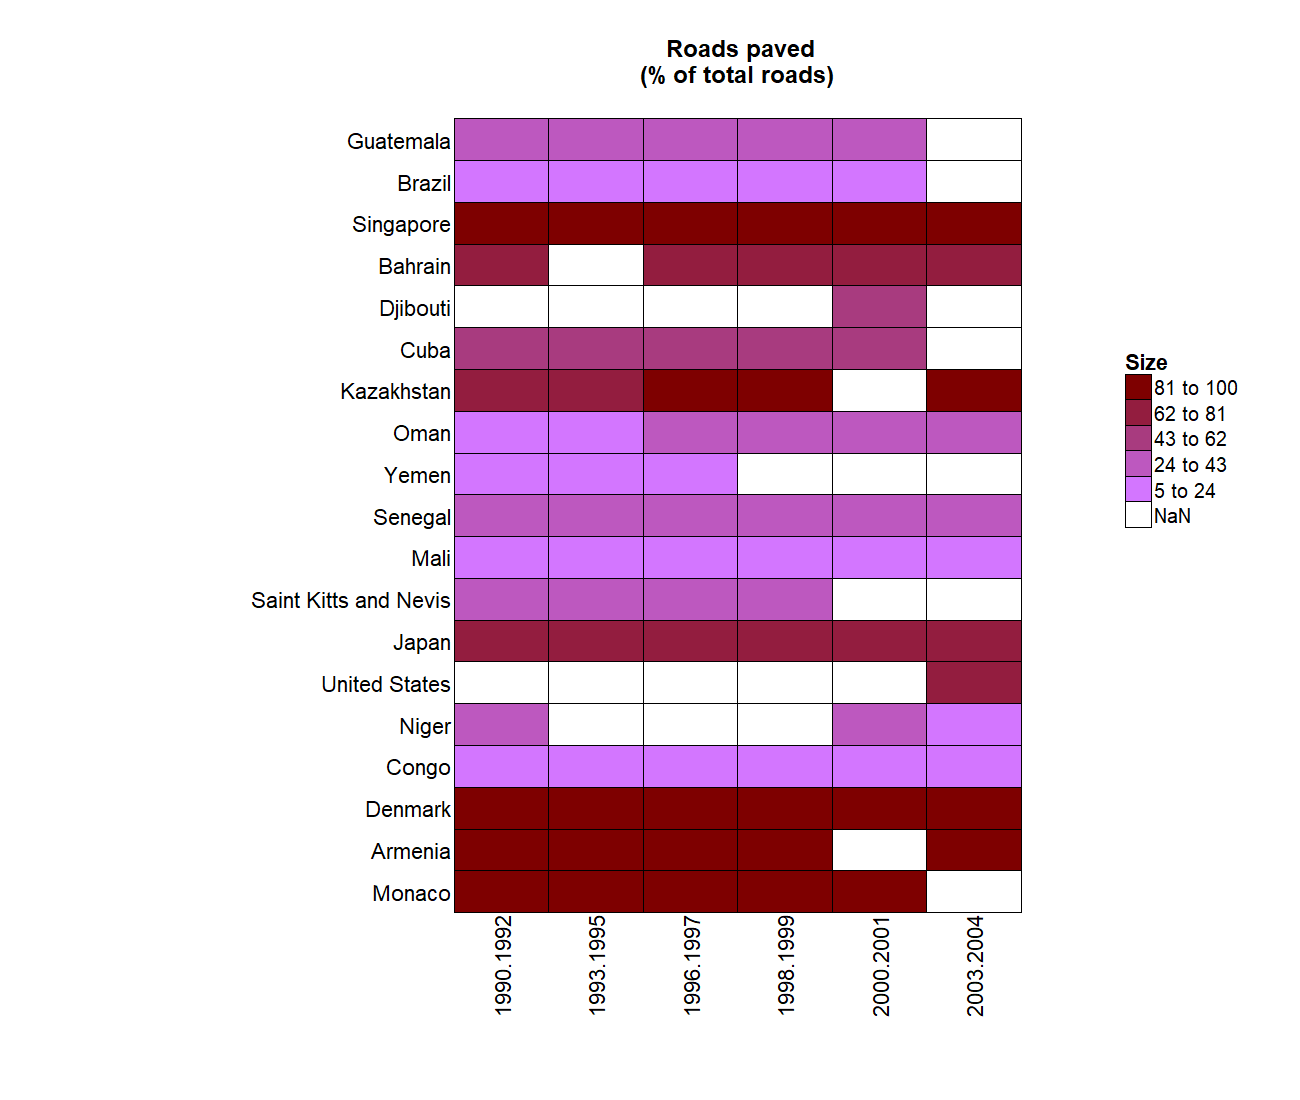 Roads paved
(% of total roads)
Guatemala
Brazil
Singapore
Bahrain
Djibouti
Cuba
Kazakhstan
Oman
Yemen
Senegal
Mali
Saint Kitts and Nevis
Japan
United States
Niger
Congo
Denmark
Armenia
Monaco
1990.1992
1993.1995
1996.1997
1998.1999
2000.2001
2003.2004
Size
81 to 100
62 to 81
43 to 62
24 to 43
5 to 24
NaN